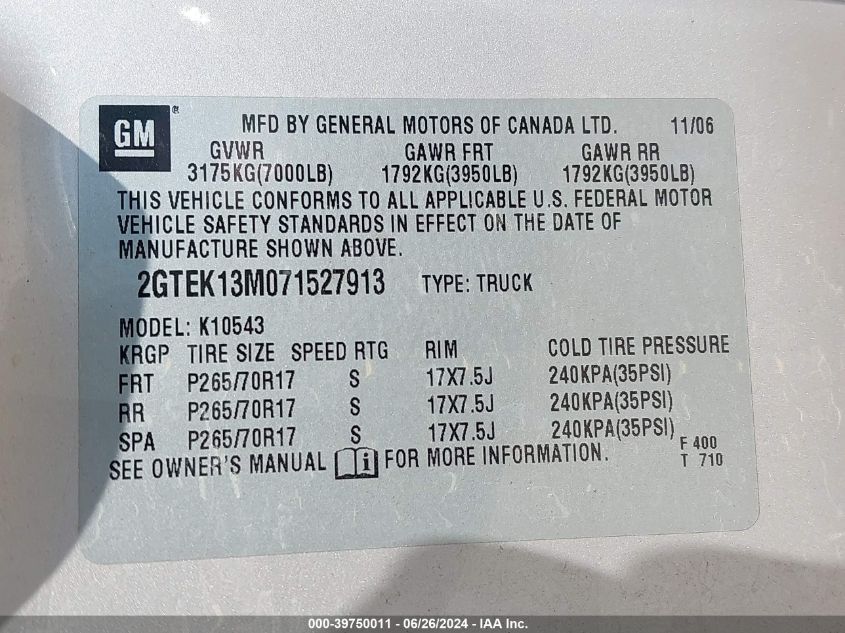 GM ® MFD BY GENERAL MOTORS OF CANADA LTD. 11/06
GVWR GAWR FRT GAWR RR
3175KG(7000LB) 1792KG(3950LB) 1792KG(3950LB)
THIS VEHICLE CONFORMS TO ALL APPLICABLE U.S. FEDERAL MOTOR
VEHICLE SAFETY STANDARDS IN EFFECT ON THE DATE OF
MANUFACTURE SHOWN ABOVE.
2GTEK13M071527913 TYPE: TRUCK
MODEL: K10543
KRGP TIRE SIZE SPEED RTG RIM COLD TIRE PRESSURE
FRT P265/70R17 S 17X7.5J 240KPA(35PSI)
RR P265/70R17 S 17X7.5J 240KPA(35PSI)
SPA P265/70R17 S 17X7.5J 240KPA(35PSI)
SEE OWNER'S MANUAL i FOR MORE INFORMATION.
F 400
T 710
000-39750011 - 06/26/2024 - IAA Inc.